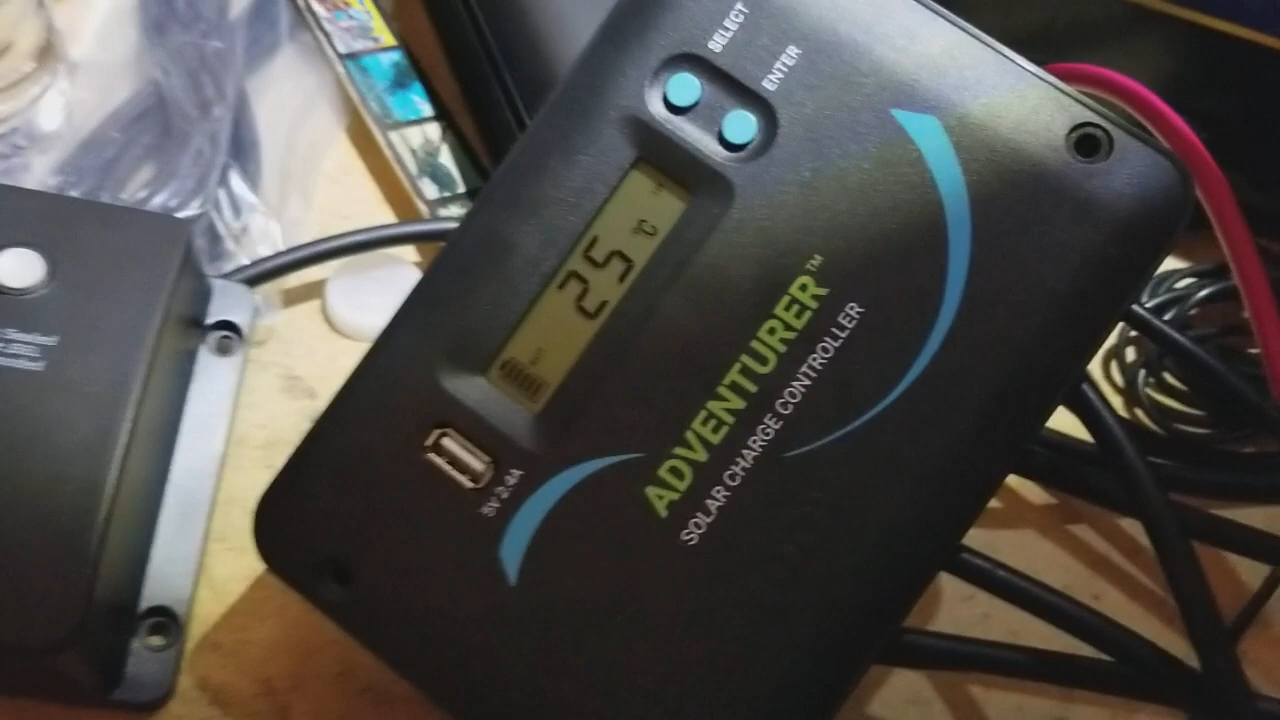 SELECT
ENTER
25 °C
ADVENTURER™
SOLAR CHARGE CONTROLLER
5V 2.4A